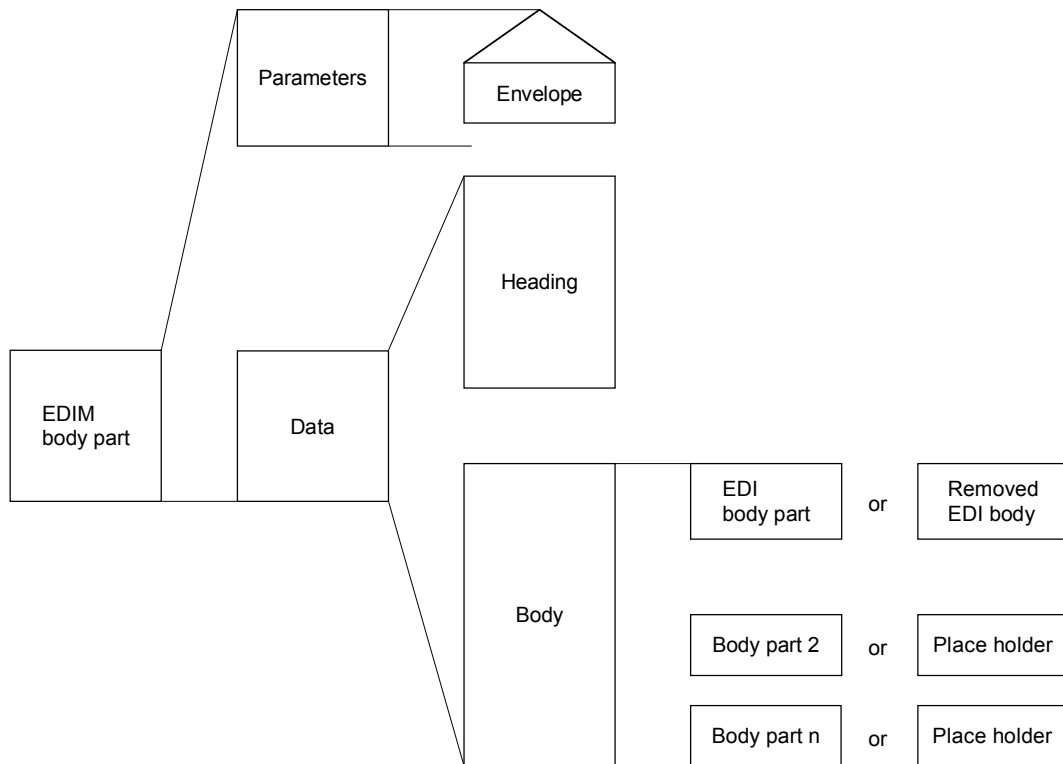 Parameters
Envelope
Heading
EDIM
body part
Data
EDI
body part
or
Removed
EDI body
Body
Body part 2
or
Place holder
Body part n
or
Place holder